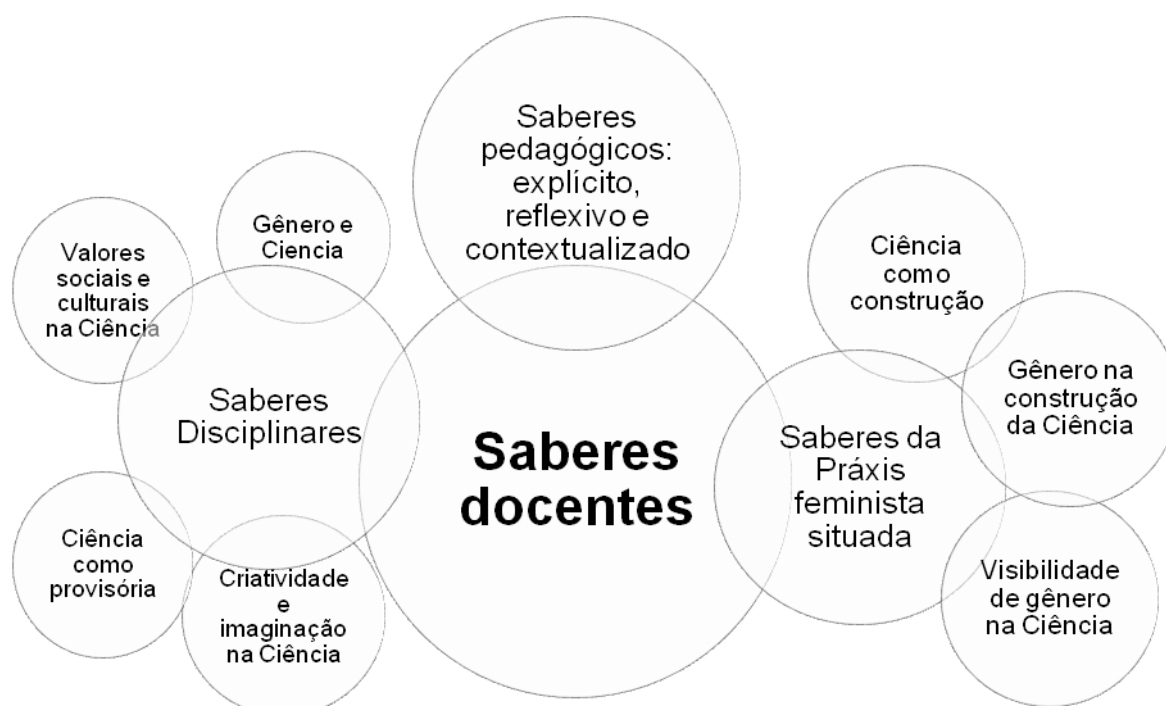 Saberes
pedagógicos:
explícito,
reflexivo e
contextualizado
Gênero e
Ciencia
Valores
sociais e
culturais
na Ciência
Saberes
Disciplinares
Ciência
como
provisória
Criatividade
e
imaginação
na Ciência
Saberes
docentes
Ciência
como
construção
Gênero na
construção
da Ciência
Saberes da
Práxis
feminista
situada
Visibilidade
de gênero
na Ciência